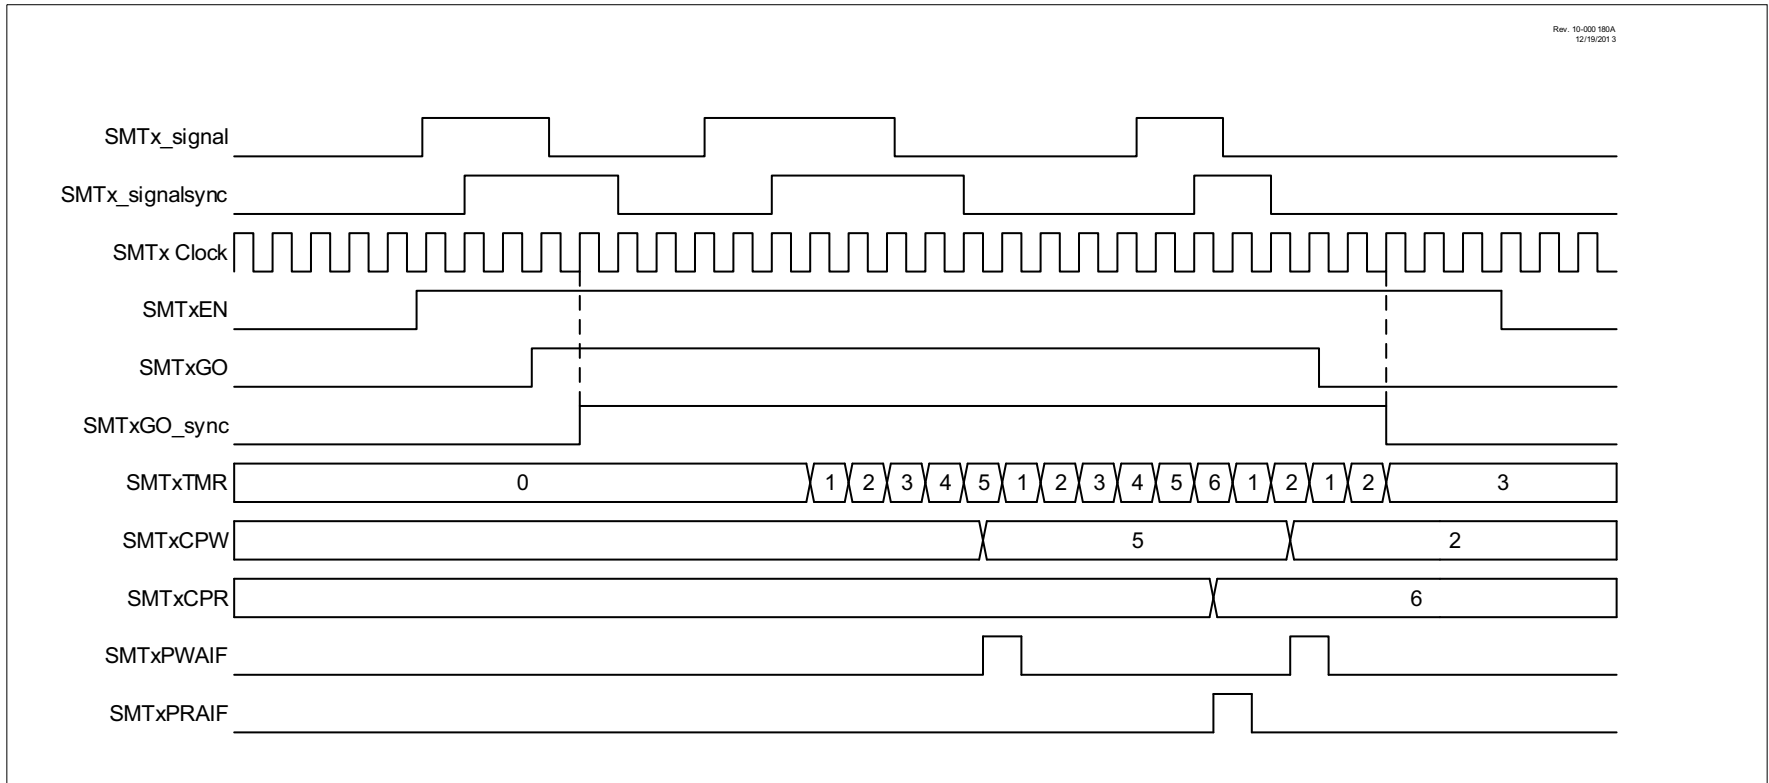 Rev. 10-000 180A
12/19/201 3
SMTx_signal
SMTx_signalsync
SMTx Clock
SMTxEN
SMTxGO
SMTxGO_sync
SMTxTMR 0 1 2 3 4 5 1 2 3 4 5 6 1 2 1 2 3
SMTxCPW 5 2
SMTxCPR 6
SMTxPWAIF
SMTxPRAIF